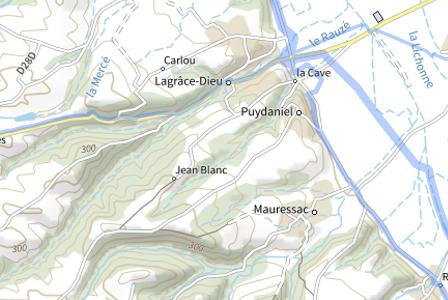 le Rauzé
la Lichonne
Carlou
D28D
la Mercé
Lagrâce-Dieu
la Cave
Puydaniel
es
300
Jean Blanc
Mauressac
300
300
R